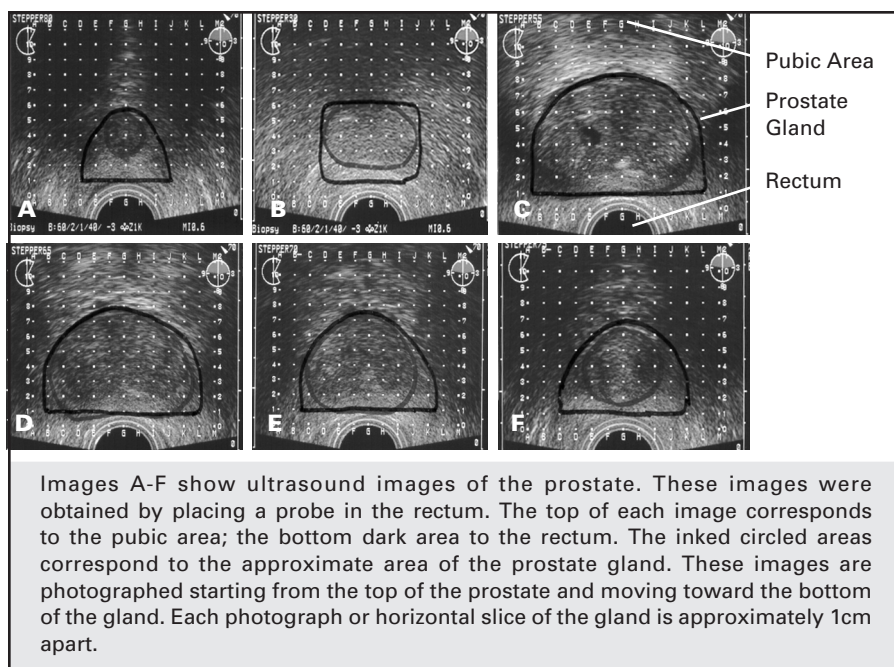 STEPPER80
STEPPER30
STEPPER55
Pubic Area
Prostate
Gland
Rectum
A
B
C
Biopsy B:60/2/1/40/ -3 Z1K MI0.6
Biopsy B:60/2/1/40/ -3 Z1K MI0.6
STEPPER65
STEPPER70
D
E
F
Images A-F show ultrasound images of the prostate. These images were
obtained by placing a probe in the rectum. The top of each image corresponds
to the pubic area; the bottom dark area to the rectum. The inked circled areas
correspond to the approximate area of the prostate gland. These images are
photographed starting from the top of the prostate and moving toward the bottom
of the gland. Each photograph or horizontal slice of the gland is approximately 1cm
apart.